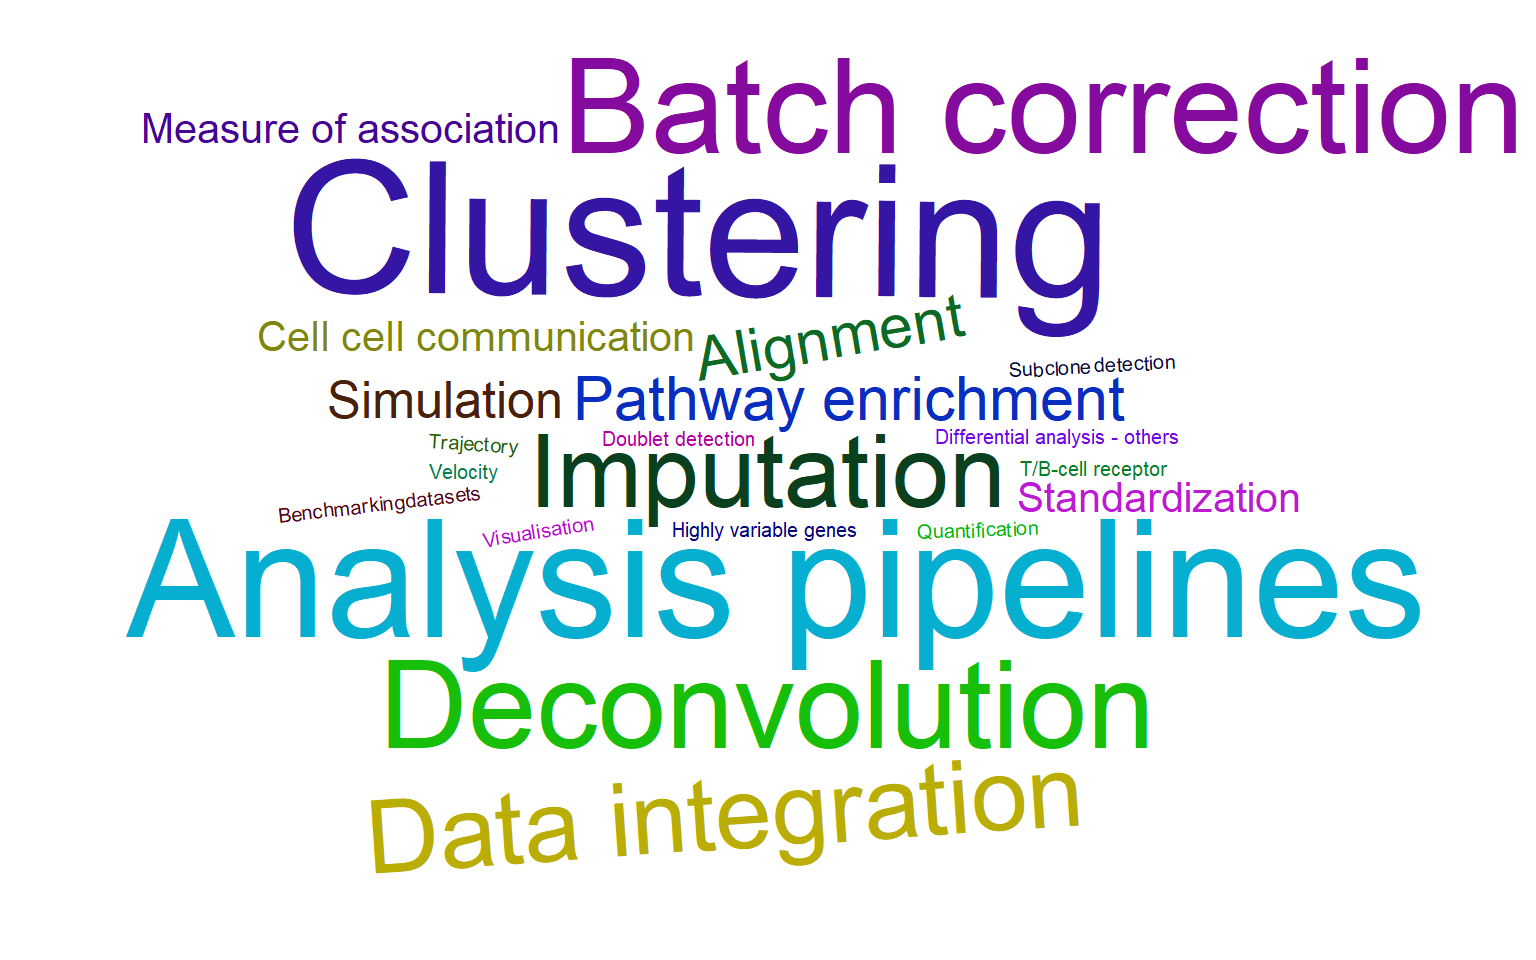 Batch correction
Measure of association
Clustering
Cell cell communication
Alignment
Subclone detection
Simulation
Pathway enrichment
Trajectory
Doublet detection
Differential analysis - others
Velocity
Imputation
T/B-cell receptor
Benchmarkingdatasets
Standardization
Visualisation
Highly variable genes
Quantification
Analysis pipelines
Deconvolution
Data integration